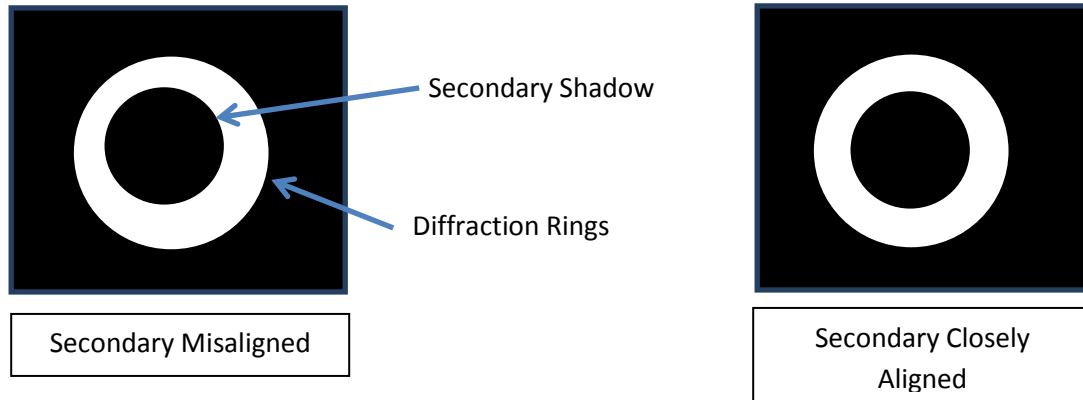 Secondary Shadow
Diffraction Rings
Secondary Misaligned
Secondary Closely
Aligned